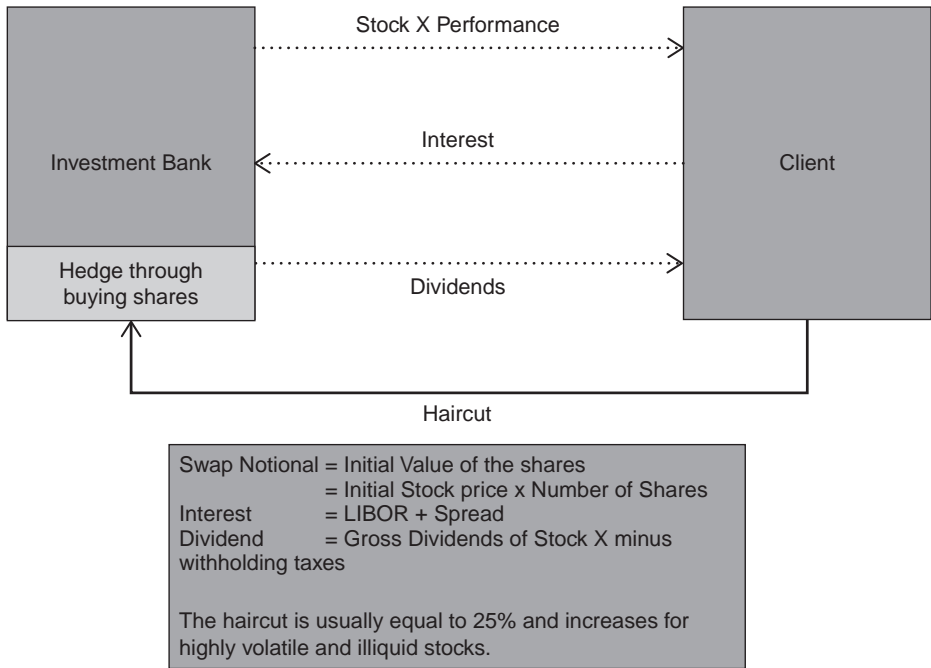 Stock X Performance
Interest
Investment Bank
Client
Hedge through
buying shares
Dividends
Haircut
Swap Notional = Initial Value of the shares
= Initial Stock price x Number of Shares
Interest = LIBOR + Spread
Dividend = Gross Dividends of Stock X minus
withholding taxes
The haircut is usually equal to 25% and increases for
highly volatile and illiquid stocks.